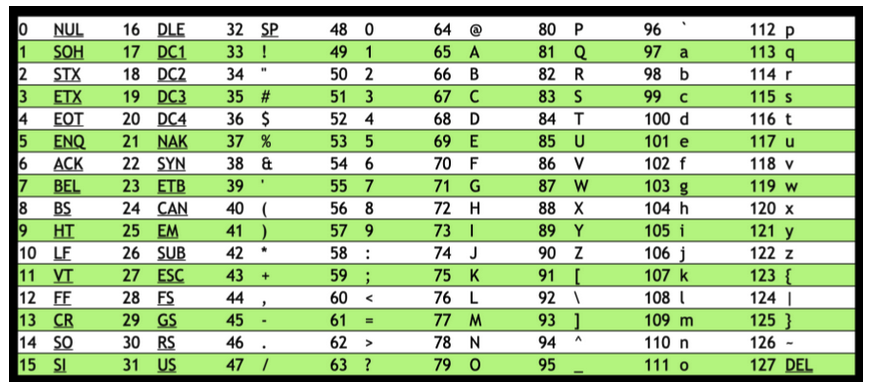 0 NUL 16 DLE 32 SP 48 0 64 @ 80 P 96 ` 112 p
1 SOH 17 DC1 33 ! 49 1 65 A 81 Q 97 a 113 q
2 STX 18 DC2 34 " 50 2 66 B 82 R 98 b 114 r
3 ETX 19 DC3 35 # 51 3 67 C 83 S 99 c 115 s
4 EOT 20 DC4 36 $ 52 4 68 D 84 T 100 d 116 t
5 ENQ 21 NAK 37 % 53 5 69 E 85 U 101 e 117 u
6 ACK 22 SYN 38 & 54 6 70 F 86 V 102 f 118 v
7 BEL 23 ETB 39 ' 55 7 71 G 87 W 103 g 119 w
8 BS 24 CAN 40 ( 56 8 72 H 88 X 104 h 120 x
9 HT 25 EM 41 ) 57 9 73 I 89 Y 105 i 121 y
10 LF 26 SUB 42 * 58 : 74 J 90 Z 106 j 122 z
11 VT 27 ESC 43 + 59 ; 75 K 91 [ 107 k 123 {
12 FF 28 FS 44 , 60 < 76 L 92 \ 108 l 124 |
13 CR 29 GS 45 - 61 = 77 M 93 ] 109 m 125 }
14 SO 30 RS 46 . 62 > 78 N 94 ^ 110 n 126 ~
15 SI 31 US 47 / 63 ? 79 O 95 _ 111 o 127 DEL